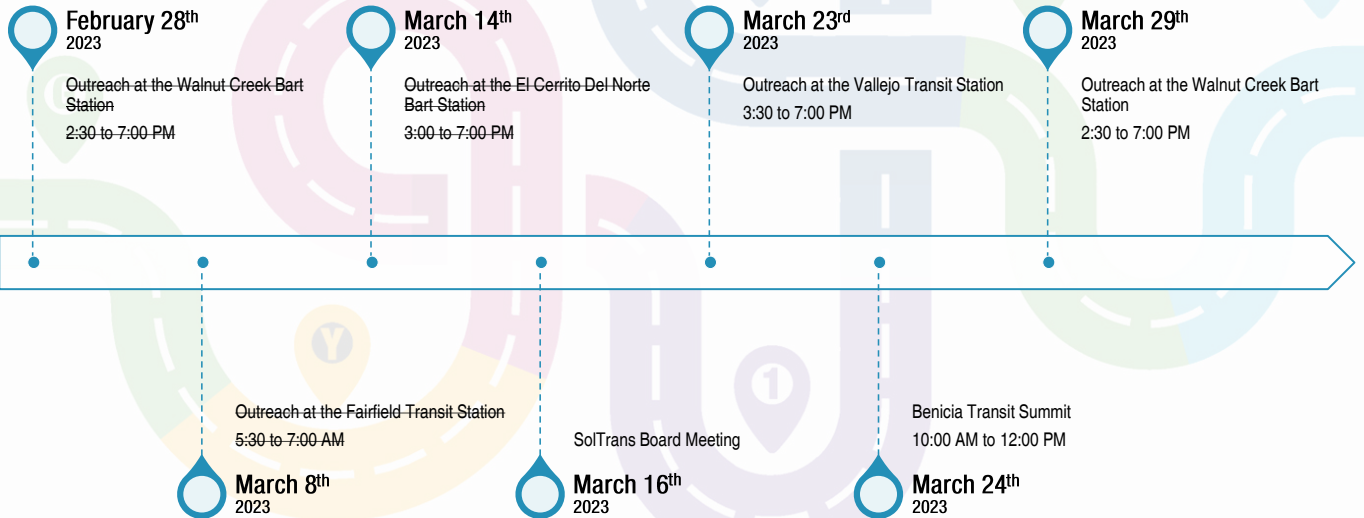 February 28th
2023
Outreach at the Walnut Creek Bart
Station
2:30 to 7:00 PM
March 14th
2023
Outreach at the El Cerrito Del Norte
Bart Station
3:00 to 7:00 PM
March 23rd
2023
Outreach at the Vallejo Transit Station
3:30 to 7:00 PM
March 29th
2023
Outreach at the Walnut Creek Bart
Station
2:30 to 7:00 PM
Y
1
Outreach at the Fairfield Transit Station
5:30 to 7:00 AM
March 8th
2023
SolTrans Board Meeting
March 16th
2023
Benicia Transit Summit
10:00 AM to 12:00 PM
March 24th
2023